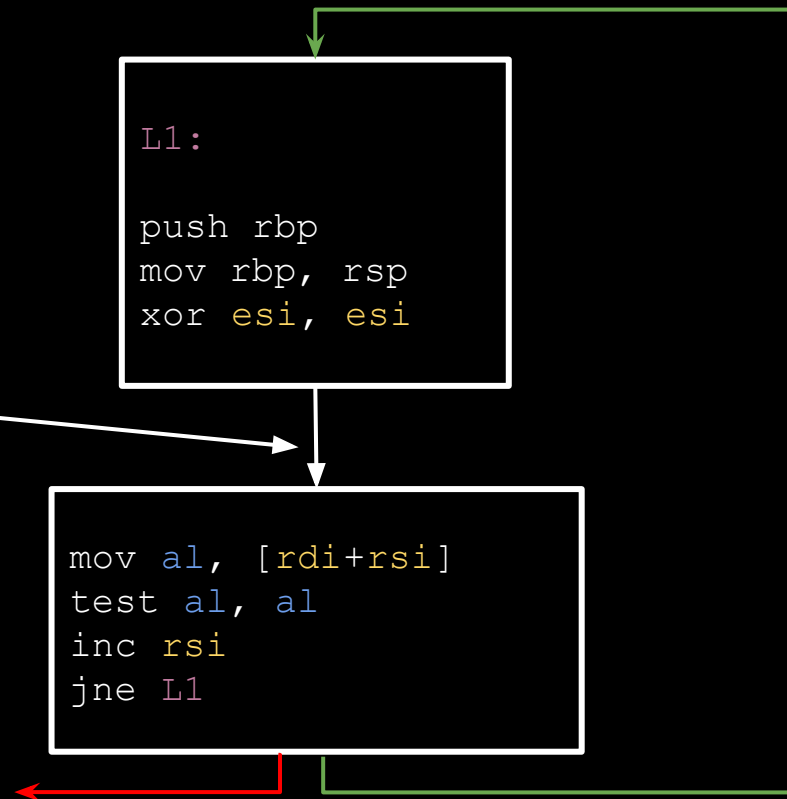 L1:
push rbp
mov rbp, rsp
xor esi, esi
mov al, [rdi+rsi]
test al, al
inc rsi
jne L1